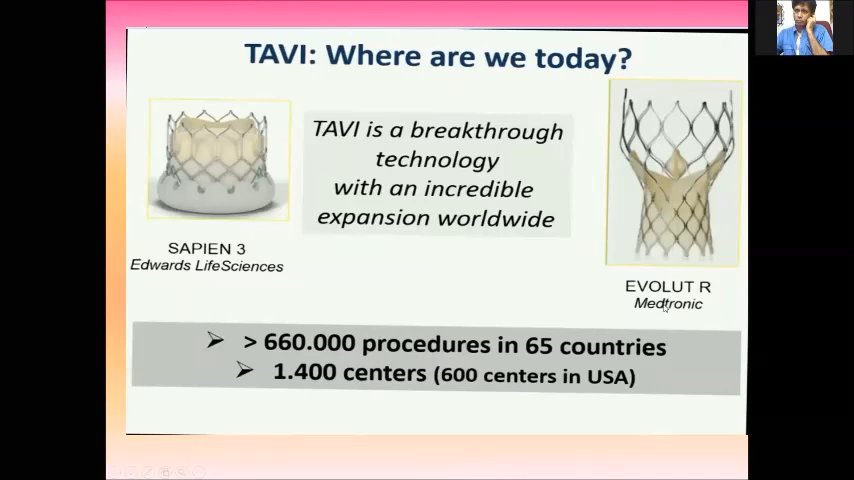 TAVI: Where are we today?
TAVI is a breakthrough
technology
with an incredible
expansion worldwide
SAPIEN 3
Edwards LifeSciences
EVOLUT R
Medtronic
> 660.000 procedures in 65 countries
1.400 centers (600 centers in USA)